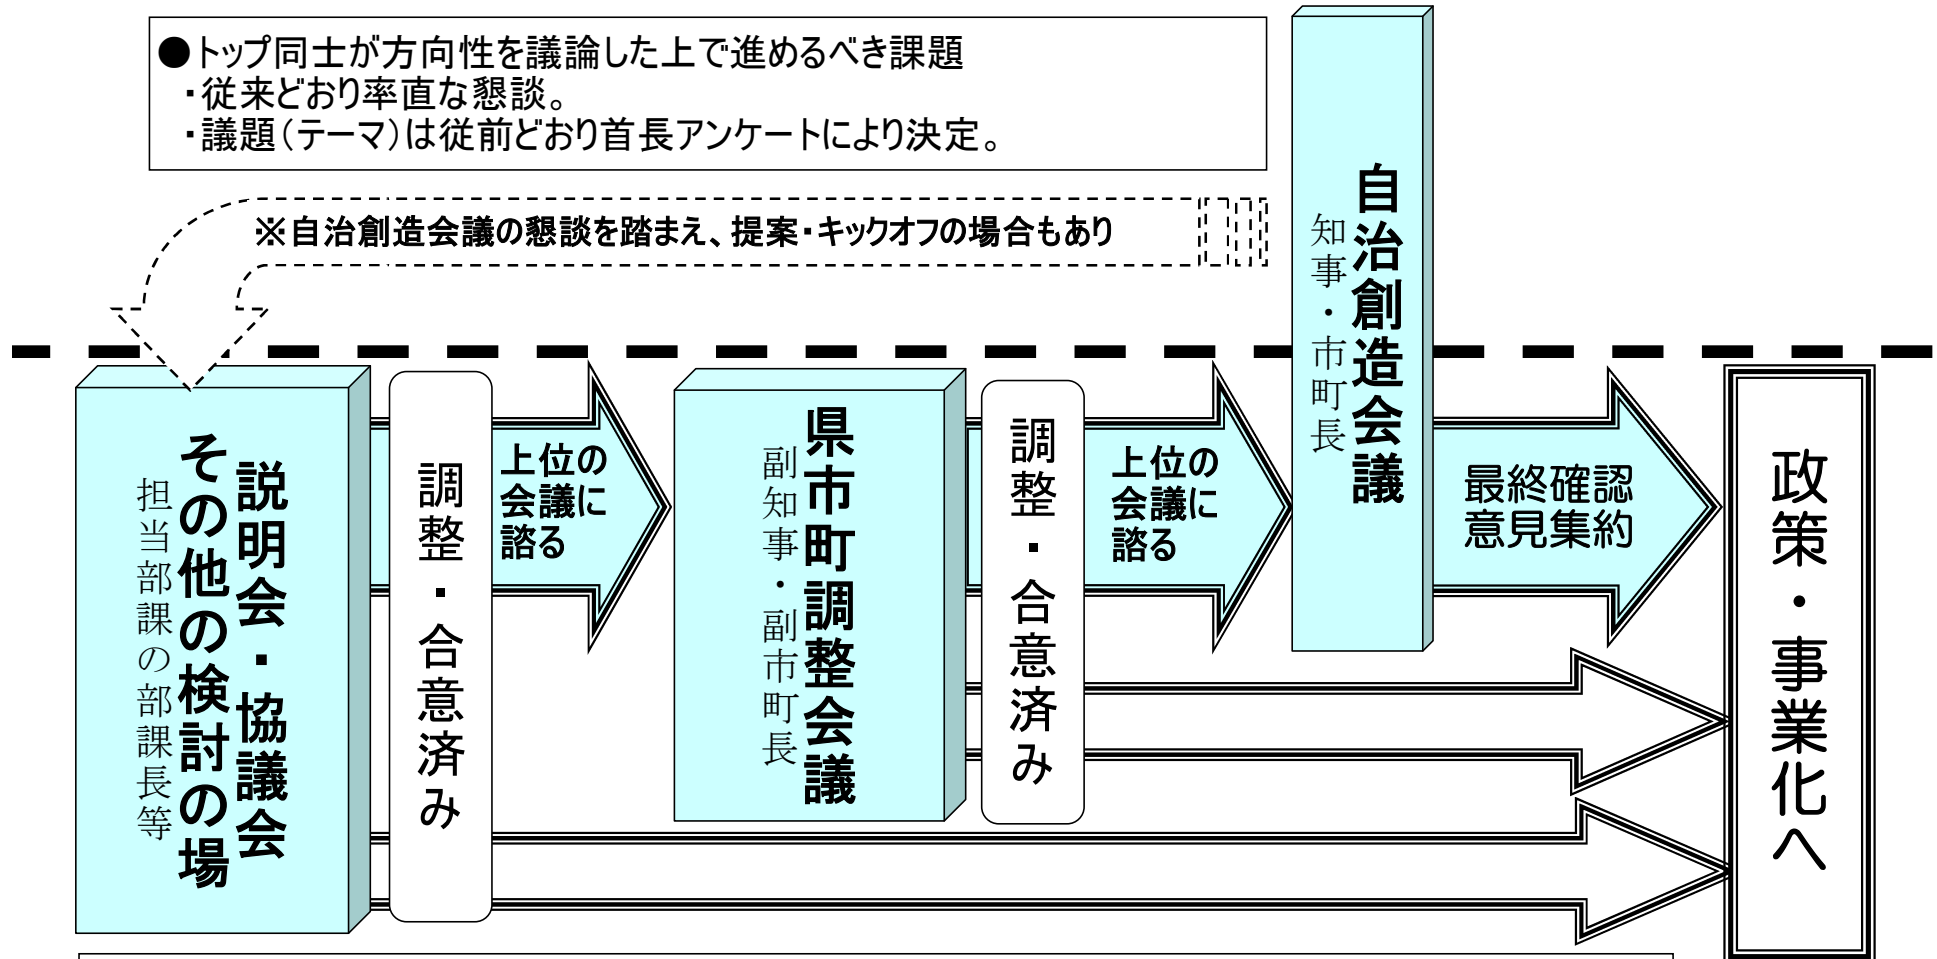 ●トップ同士が方向性を議論した上で進めるべき課題
・従来どおり率直な懇談。
・議題(テーマ)は従前どおり首長アンケートにより決定。
※自治創造会議の懇談を踏まえ、提案・キックオフの場合もあり
説明会・協議会
その他の検討の場
担当部課の部課長等
調整・合意済み
上位の
会議に
諮る
県市町調整会議
副知事・副市町長
調整・合意済み
上位の
会議に
諮る
自治創造会議
知事・市町長
最終確認
意見集約
政策・事業化へ